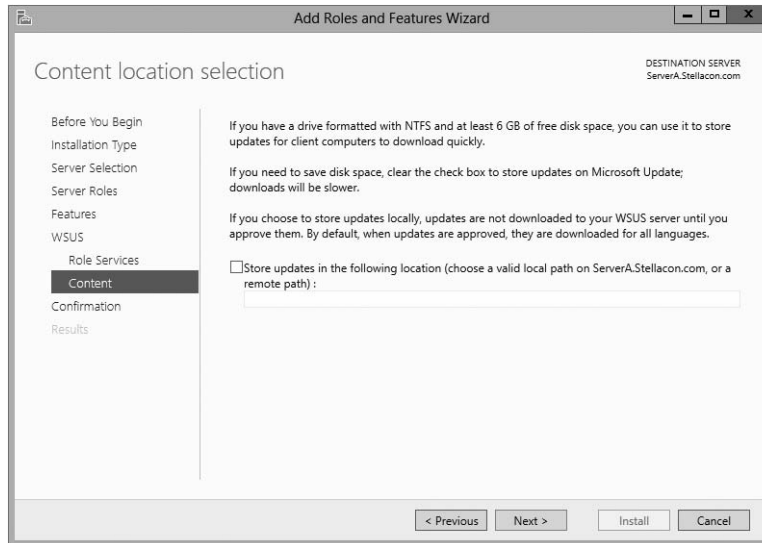 Add Roles and Features Wizard
Content location selection
DESTINATION SERVER
ServerA.Stellacon.com
Before You Begin
Installation Type
Server Selection
Server Roles
Features
WSUS
Role Services
Content
Confirmation
Results
If you have a drive formatted with NTFS and at least 6 GB of free disk space, you can use it to store
updates for client computers to download quickly.
If you need to save disk space, clear the check box to store updates on Microsoft Update;
downloads will be slower.
If you choose to store updates locally, updates are not downloaded to your WSUS server until you
approve them. By default, when updates are approved, they are downloaded for all languages.
Store updates in the following location (choose a valid local path on ServerA.Stellacon.com, or a
remote path) :
< Previous
Next >
Install
Cancel